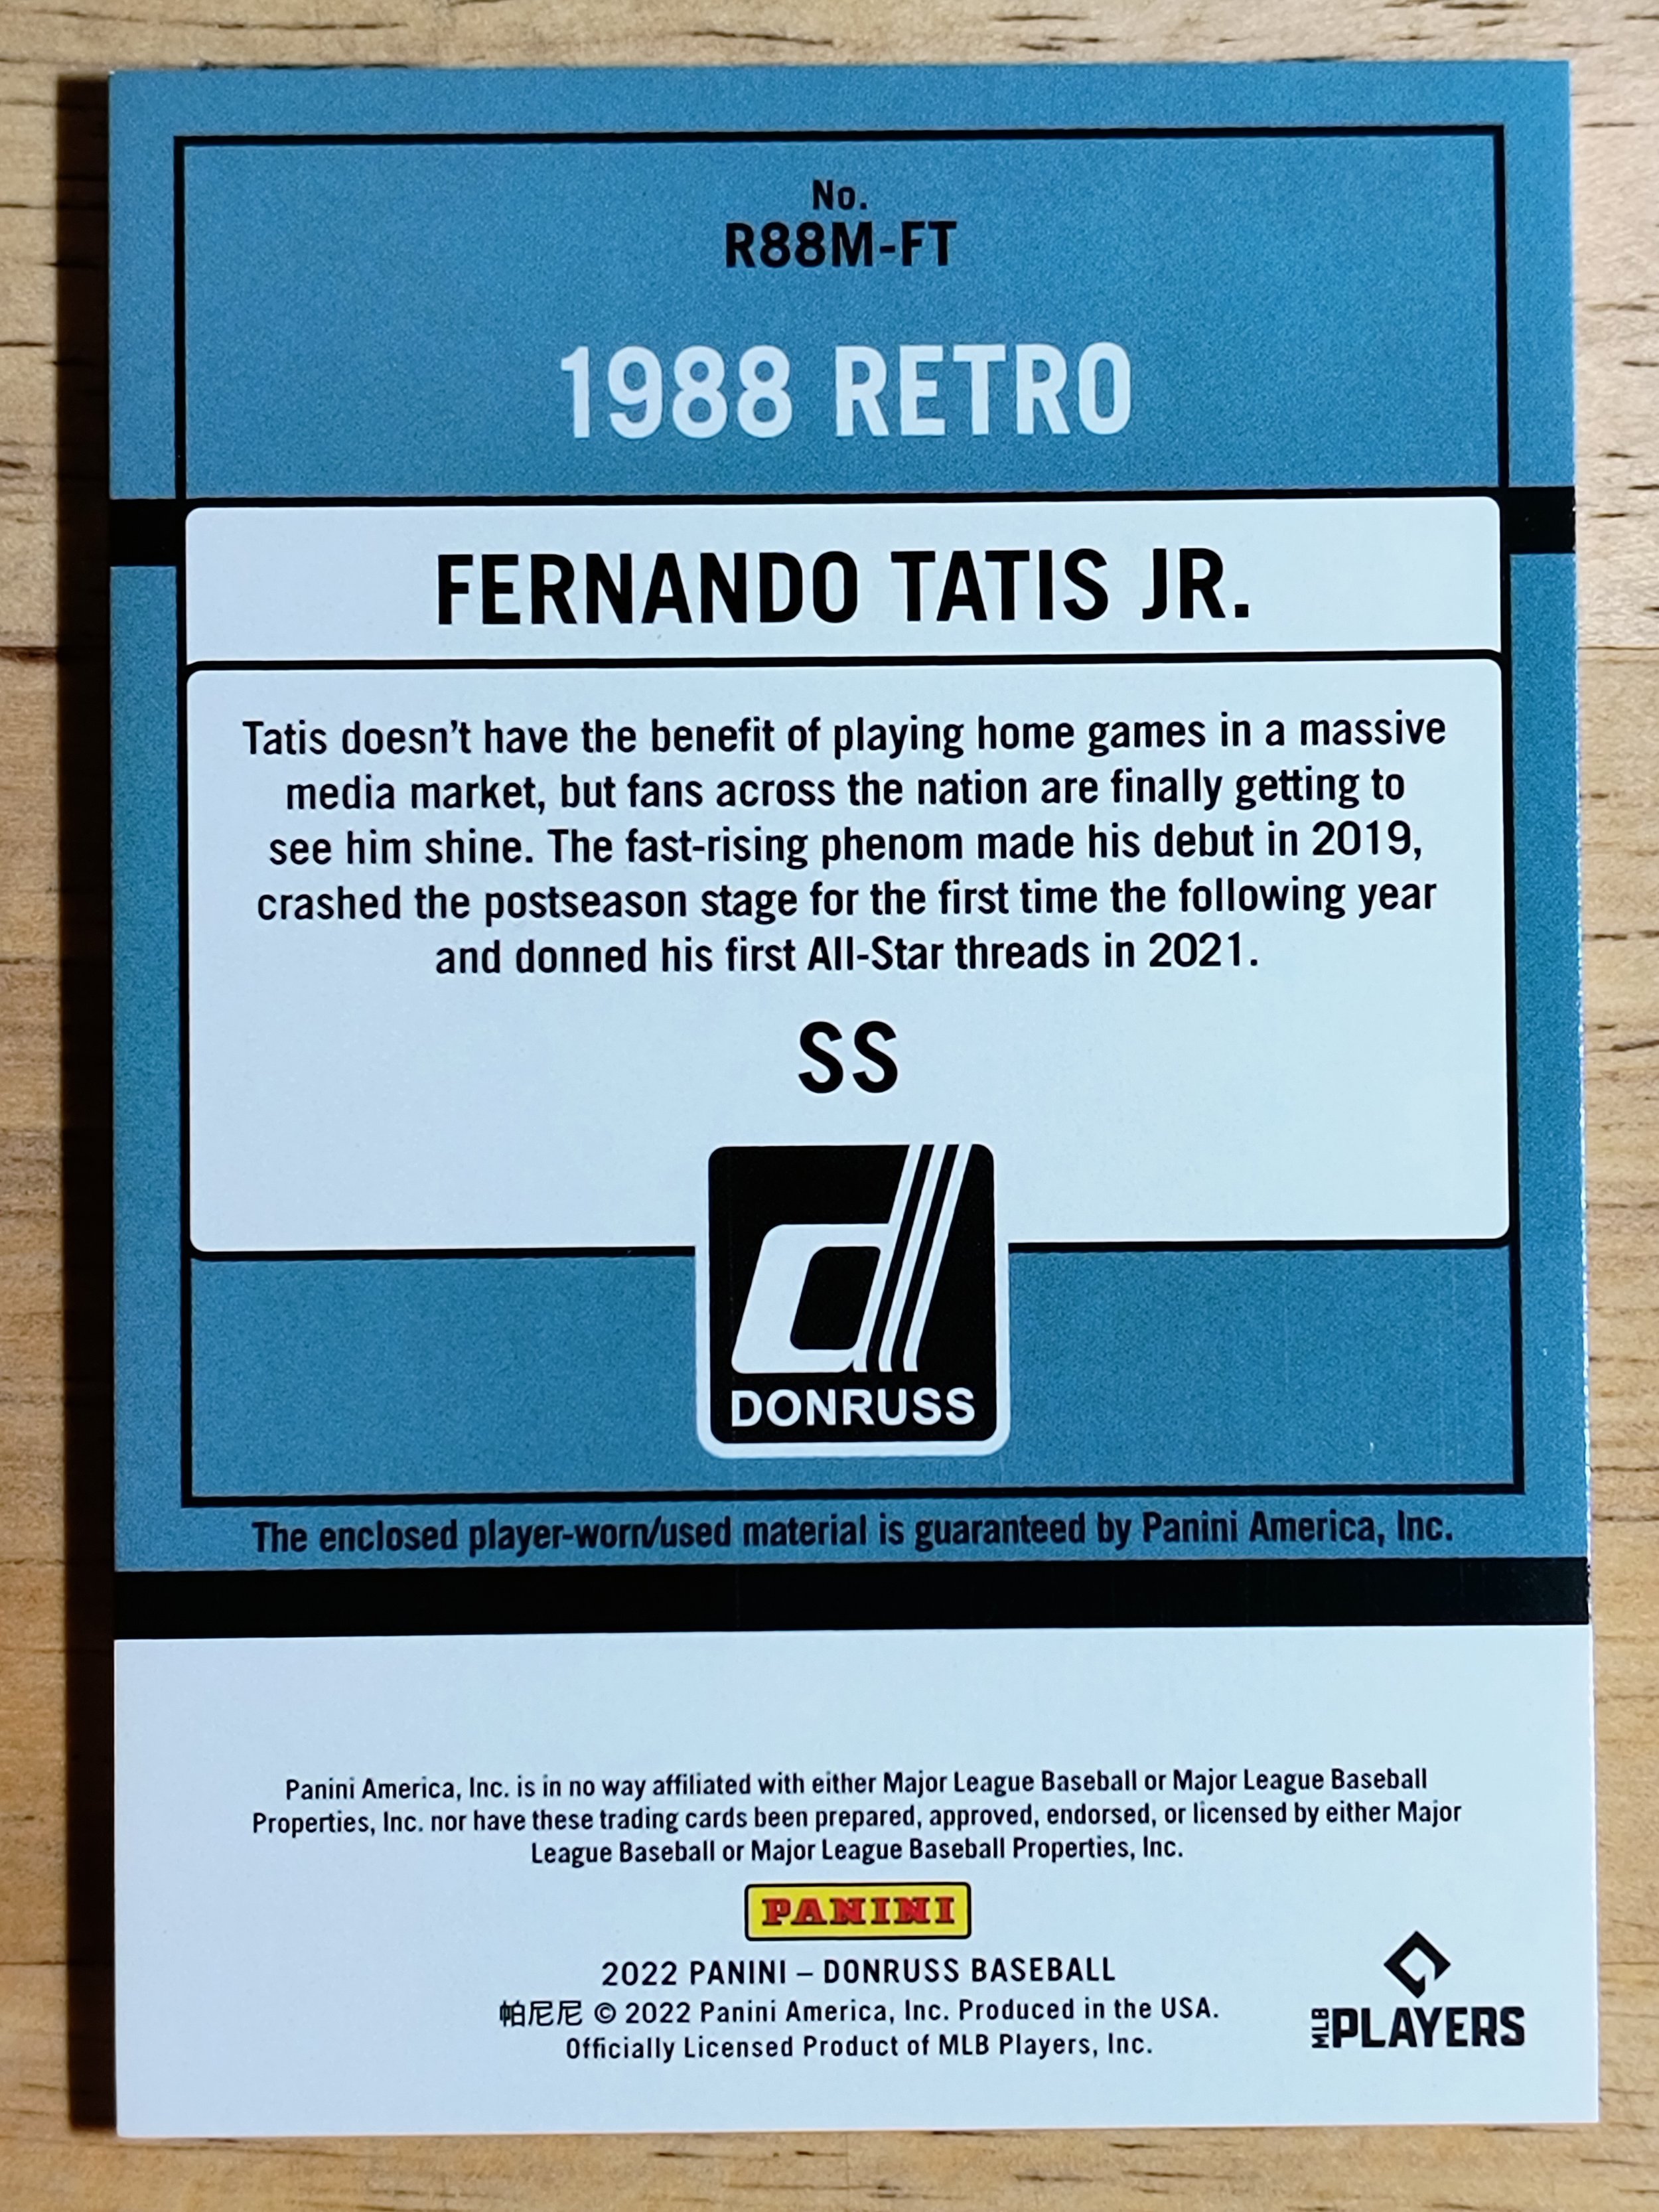 No.
R88M-FT
1988 RETRO
FERNANDO TATIS JR.
Tatis doesn't have the benefit of playing home games in a massive
media market, but fans across the nation are finally getting to
see him shine. The fast-rising phenom made his debut in 2019,
crashed the postseason stage for the first time the following year
and donned his first All-Star threads in 2021.
SS
d
DONRUSS
The enclosed player-worn/used material is guaranteed by Panini America, Inc.
Panini America, Inc. is in no way affiliated with either Major League Baseball or Major League Baseball
Properties, Inc. nor have these trading cards been prepared, approved, endorsed, or licensed by either Major
League Baseball or Major League Baseball Properties, Inc.
PANINI
2022 PANINI – DONRUSS BASEBALL
帕尼尼 © 2022 Panini America, Inc. Produced in the USA.
Officially Licensed Product of MLB Players, Inc.
MLB PLAYERS